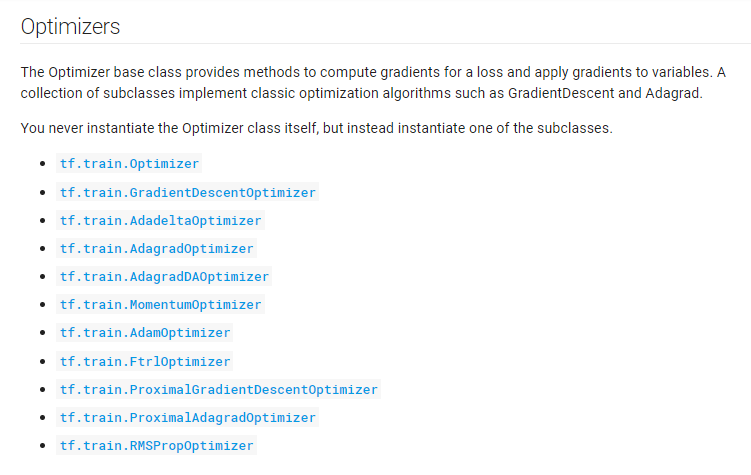 Optimizers
The Optimizer base class provides methods to compute gradients for a loss and apply gradients to variables. A
collection of subclasses implement classic optimization algorithms such as GradientDescent and Adagrad.
You never instantiate the Optimizer class itself, but instead instantiate one of the subclasses.
• tf.train.Optimizer
• tf.train.GradientDescentOptimizer
• tf.train.AdadeltaOptimizer
• tf.train.AdagradOptimizer
• tf.train.AdagradDAOptimizer
• tf.train.MomentumOptimizer
• tf.train.AdamOptimizer
• tf.train.FtrlOptimizer
• tf.train.ProximalGradientDescentOptimizer
• tf.train.ProximalAdagradOptimizer
• tf.train.RMSPropOptimizer